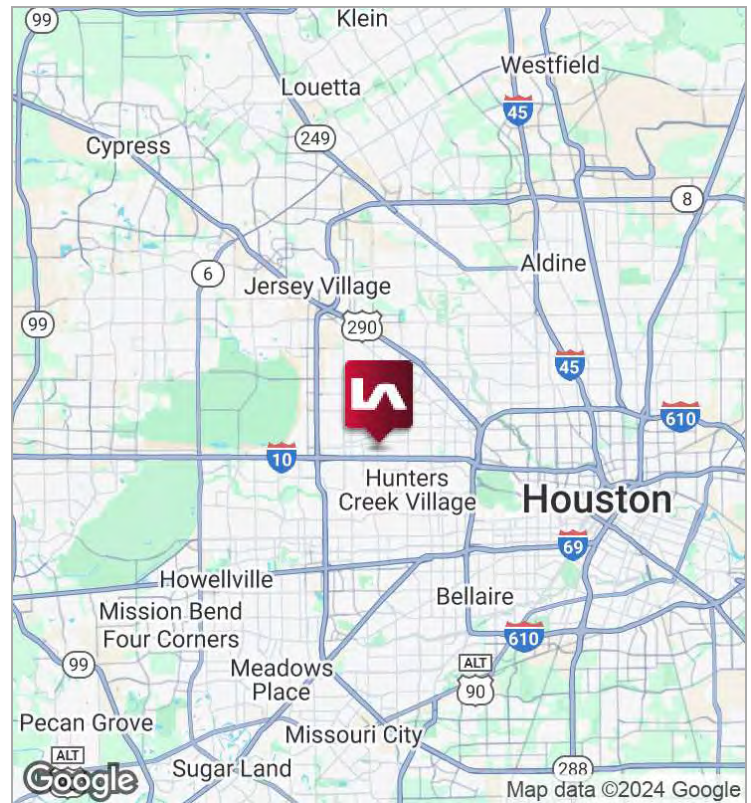 99
Klein
Louetta
Westfield
45
249
Cypress
8
6
Aldine
Jersey Village
99
290
45
610
10
Hunters
Creek Village
Houston
69
Howellville
Bellaire
Mission Bend
Four Corners
610
99
Meadows
Place
ALT
90
Pecan Grove
Missouri City
ALT
Sugar Land
288
Google
Map data ©2024 Google